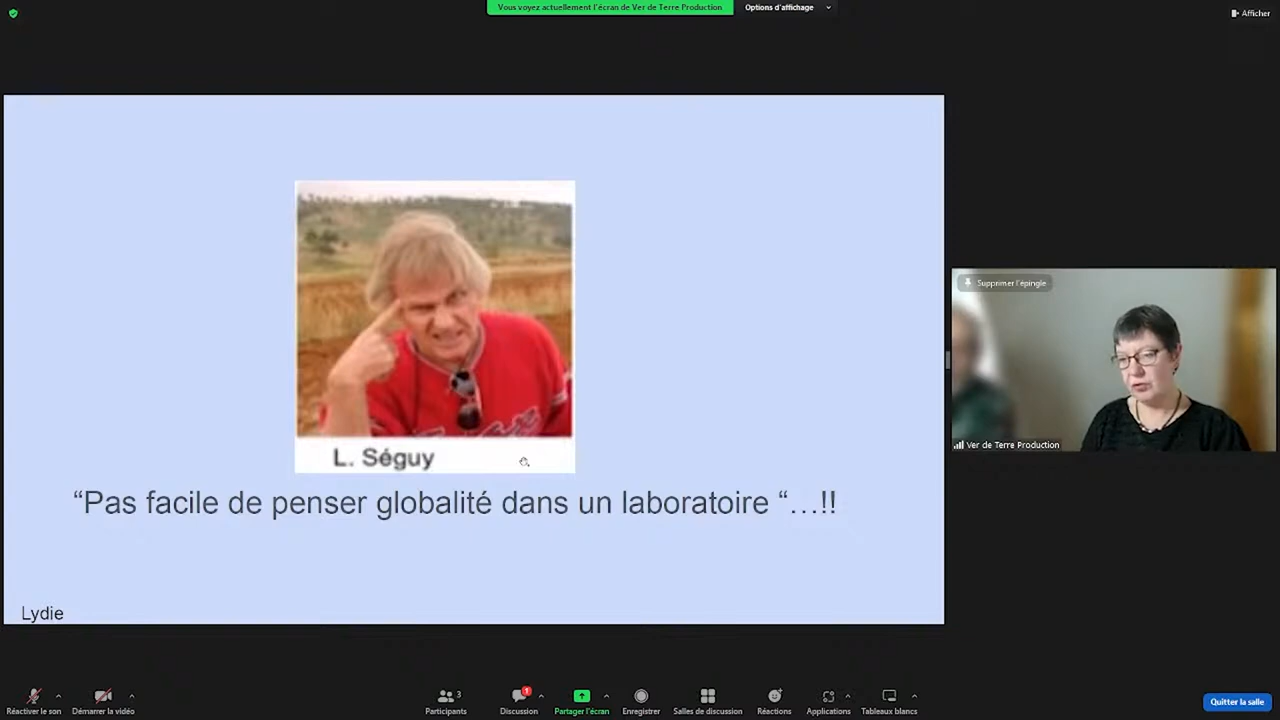 Vous voyez actuellement l'écran de Ver de Terre Production
Options d'affichage
Afficher
Supprimer l'épingle
Ver de Terre Production
L. Séguy
“Pas facile de penser globalité dans un laboratoire “…!!
Lydie
3
1
Réactiver le son
Démarrer la vidéo
Participants
Discussion
Partager l'écran
Enregistrer
Salles de discussion
Réactions
Applications
Tableaux blancs
Quitter la salle